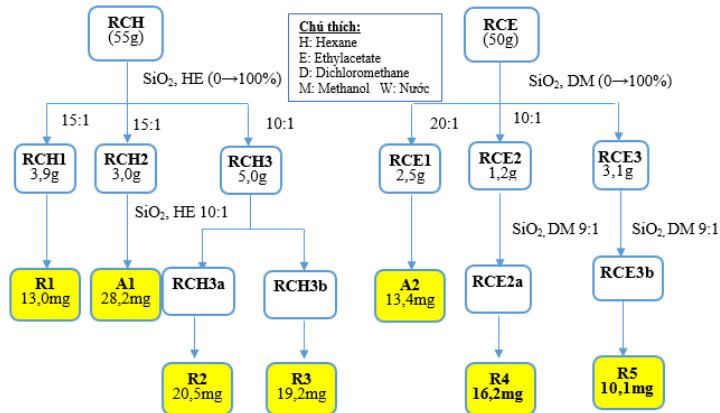 RCH
(55g)
Chú thích:
H: Hexane
E: Ethylacetate
D: Dichloromethane
M: Methanol W: Nước
RCE
(50g)
SiO₂, HE (0→100%)
SiO₂, DM (0→100%)
15:1
15:1
10:1
20:1
10:1
RCH1
3,9g
RCH2
3,0g
RCH3
5,0g
RCE1
2,5g
RCE2
1,2g
RCE3
3,1g
SiO₂, HE 10:1
SiO₂, DM 9:1
SiO₂, DM 9:1
R1
13,0mg
A1
28,2mg
RCH3a
RCH3b
A2
13,4mg
RCE2a
RCE3b
R2
20,5mg
R3
19,2mg
R4
16,2mg
R5
10,1mg